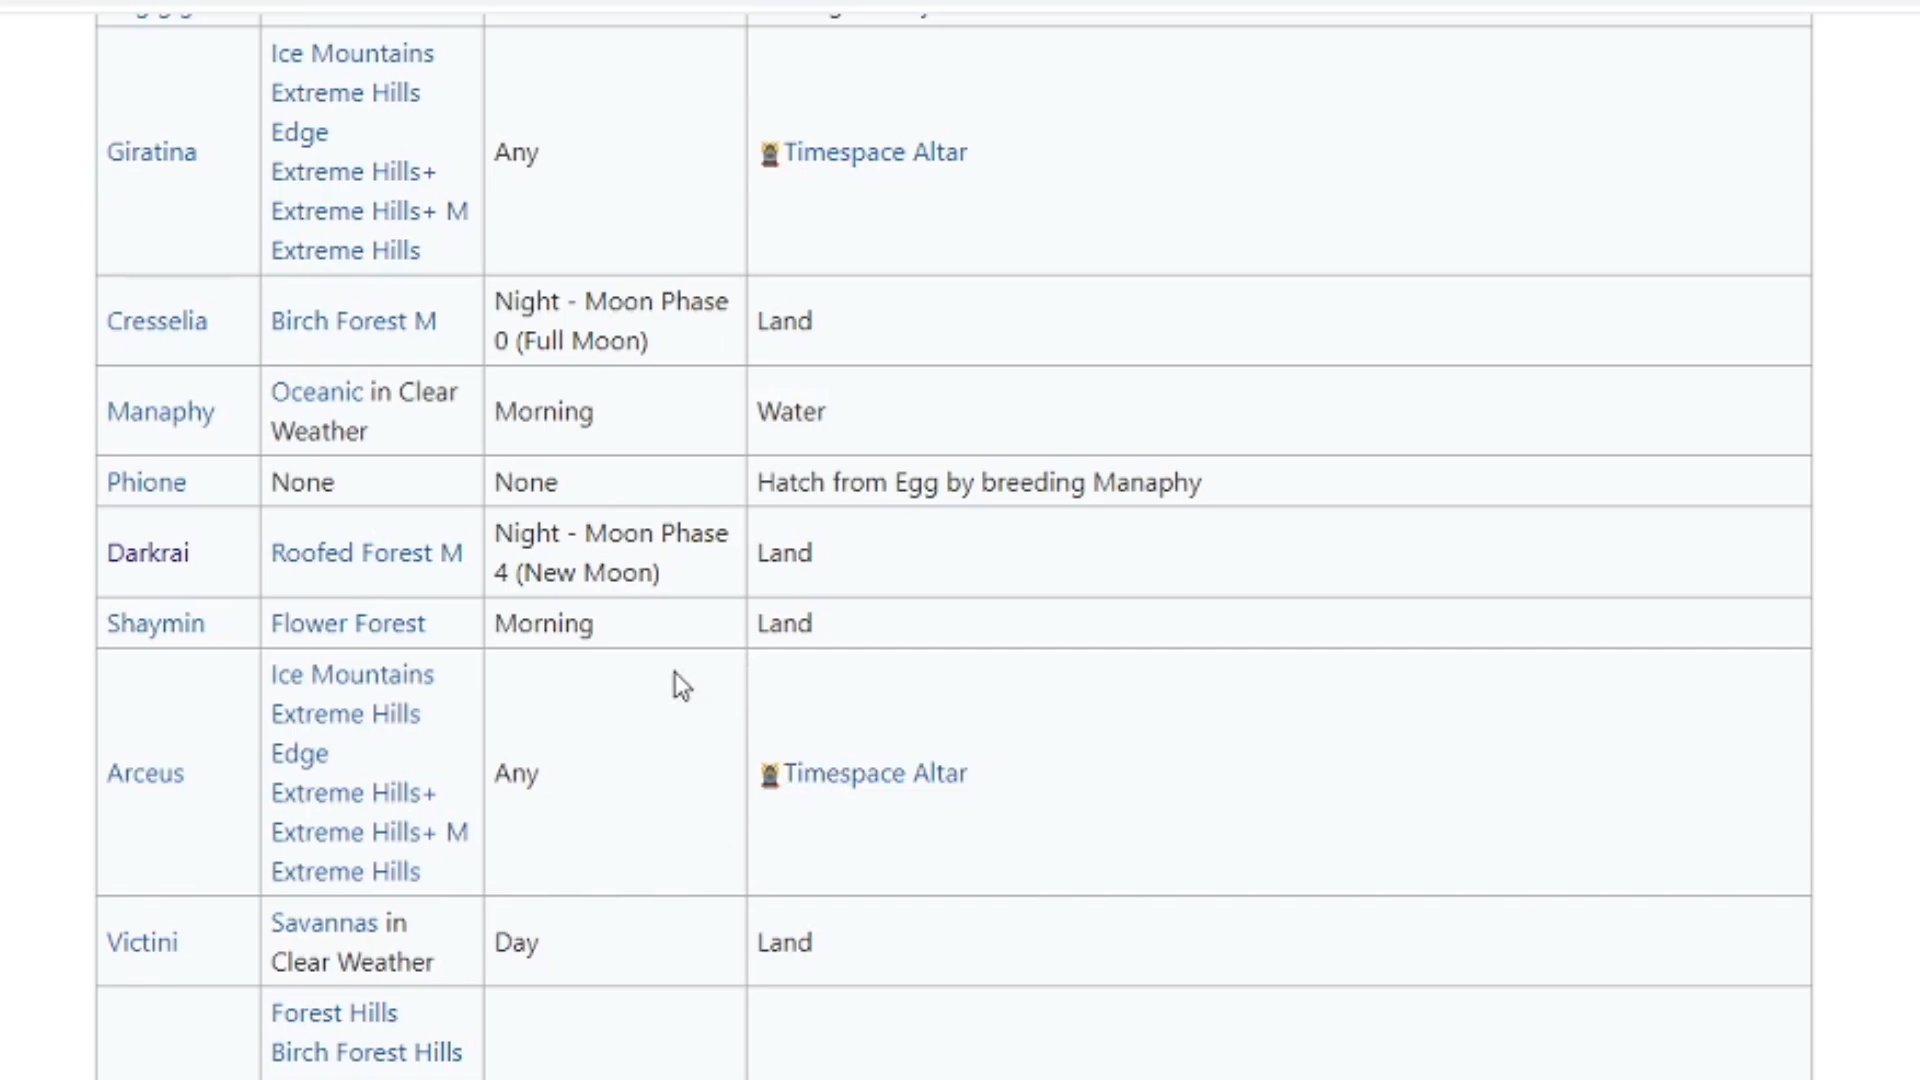 Ice Mountains
Extreme Hills
Edge
Giratina
Extreme Hills+
Any
Timespace Altar
Extreme Hills+ M
Extreme Hills
Cresselia
Birch Forest M
Night - Moon Phase
0 (Full Moon)
Land
Manaphy
Oceanic in Clear
Weather
Morning
Water
Phione
None
None
Hatch from Egg by breeding Manaphy
Darkrai
Roofed Forest M
Night - Moon Phase
4 (New Moon)
Land
Shaymin
Flower Forest
Morning
Land
Arceus
Ice Mountains
Extreme Hills
Edge
Extreme Hills+
Extreme Hills+ M
Extreme Hills
Any
Timespace Altar
Victini
Savannas in
Clear Weather
Day
Land
Forest Hills
Birch Forest Hills